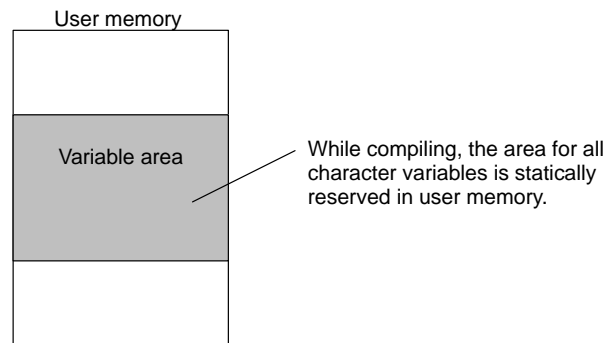 User memory
Variable area
While compiling, the area for all
character variables is statically
reserved in user memory.